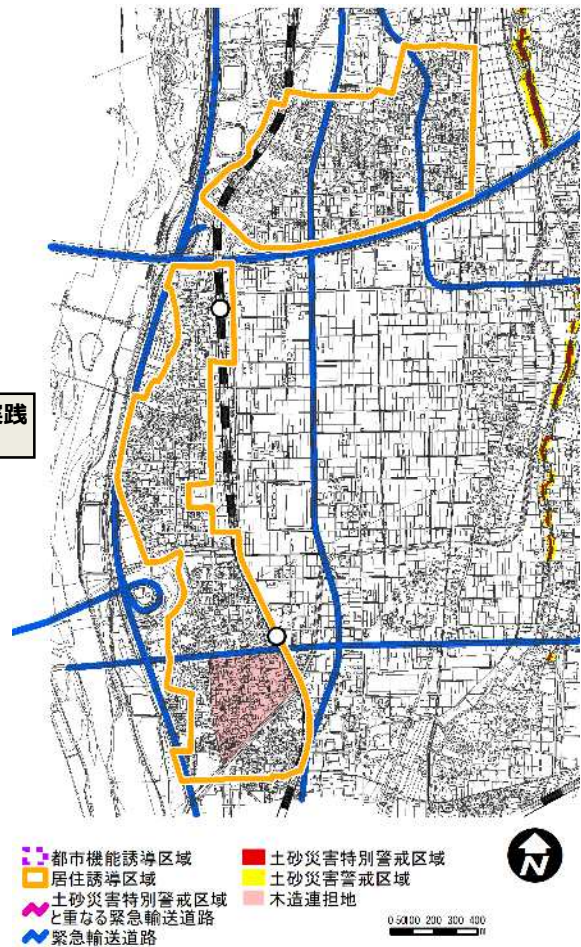 実践
都市機能誘導区域
居住誘導区域
土砂災害特別警戒区域
と重なる緊急輸送道路
緊急輸送道路
土砂災害特別警戒区域
土砂災害警戒区域
木造連担地
N
0 50100 200 300 400
m